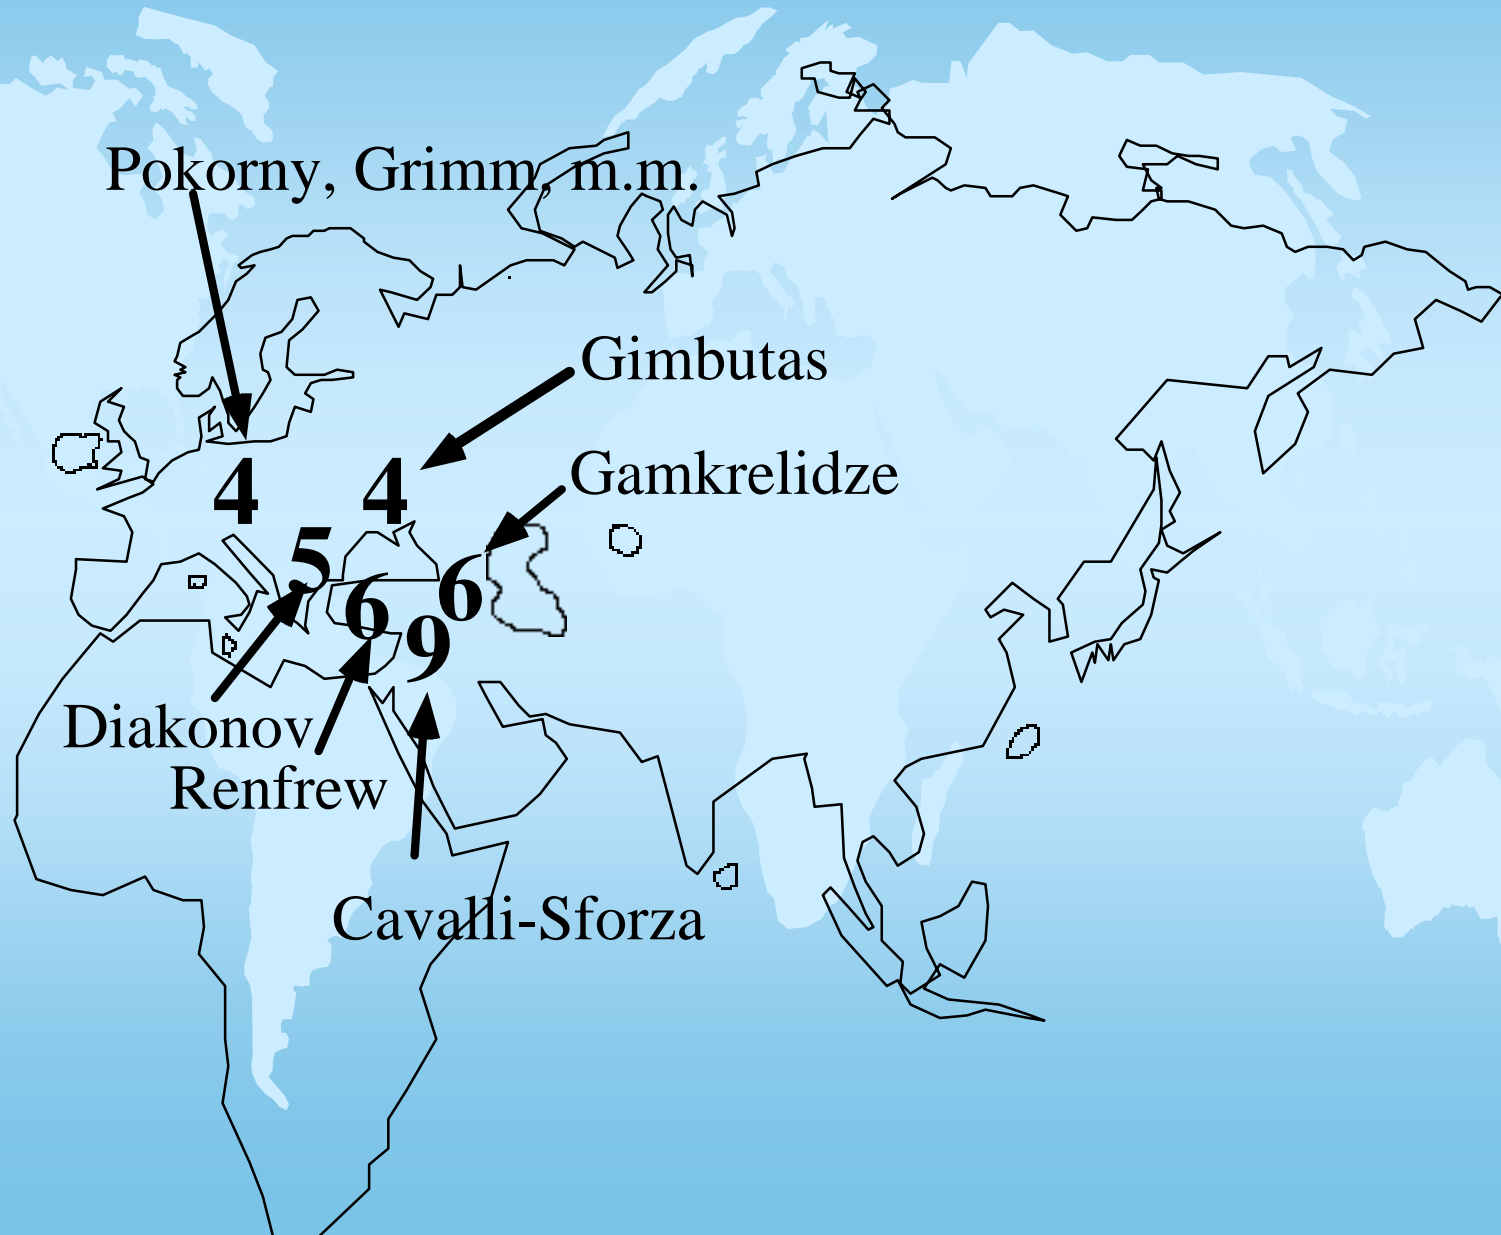 Pokorny, Grimm, m.m.
Gimbutas
Gamkrelidze
4
4
5
6
6
9
Diakonov
Renfrew
Cavalli-Sforza